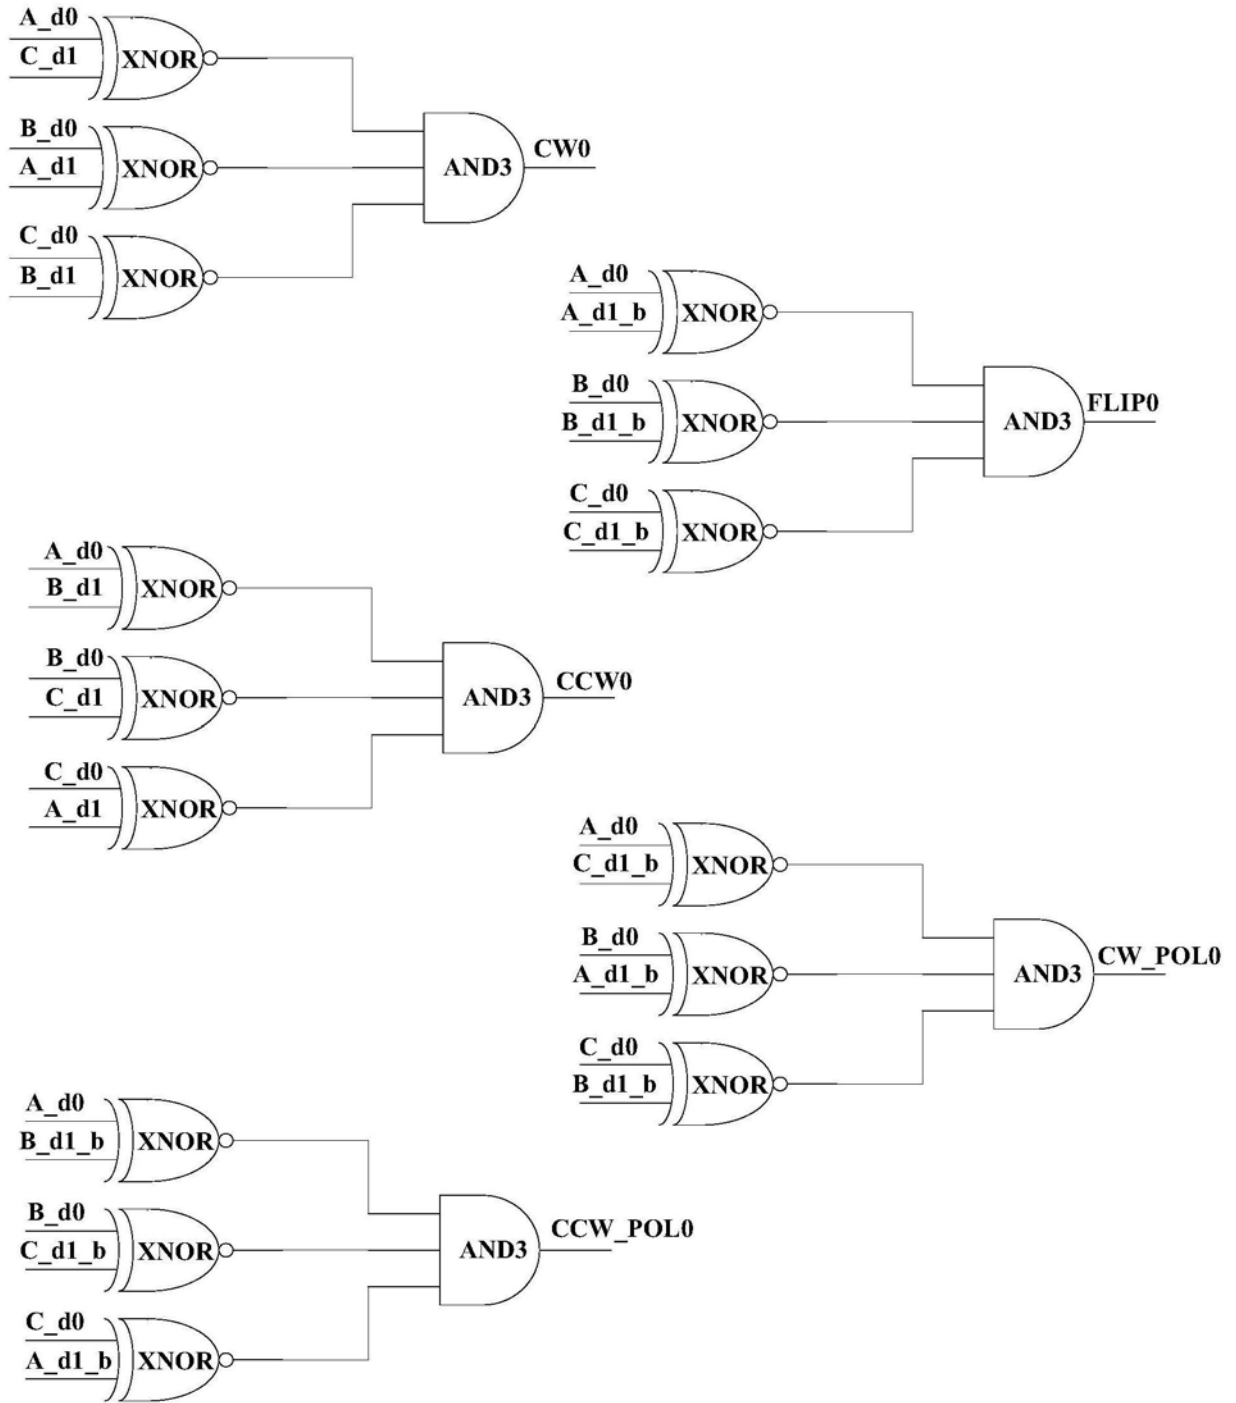 A_d0
C_d1
XNOR
B_d0
A_d1
XNOR
C_d0
B_d1
XNOR
AND3
CW0
A_d0
A_d1_b
XNOR
B_d0
B_d1_b
XNOR
C_d0
C_d1_b
XNOR
AND3
FLIP0
A_d0
B_d1
XNOR
B_d0
C_d1
XNOR
C_d0
A_d1
XNOR
AND3
CCW0
A_d0
C_d1_b
XNOR
B_d0
A_d1_b
XNOR
C_d0
B_d1_b
XNOR
AND3
CW_POL0
A_d0
B_d1_b
XNOR
B_d0
C_d1_b
XNOR
C_d0
A_d1_b
XNOR
AND3
CCW_POL0